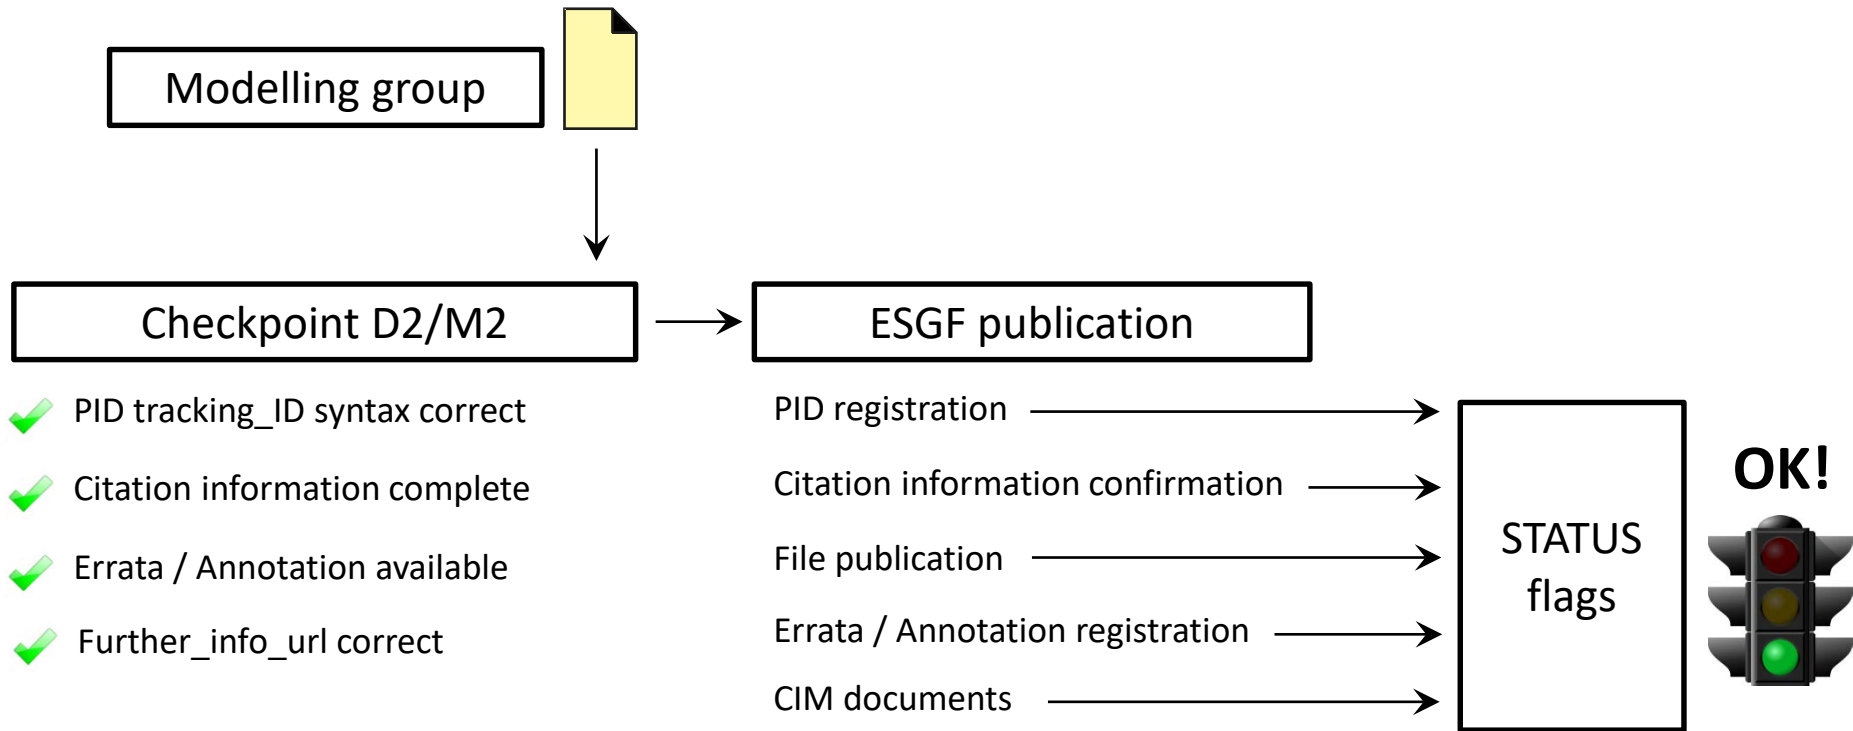 Modelling group
Checkpoint D2/M2
ESGF publication
PID tracking_ID syntax correct
Citation information complete
Errata / Annotation available
Further_info_url correct
PID registration
Citation information confirmation
File publication
Errata / Annotation registration
CIM documents
STATUS
flags
OK!